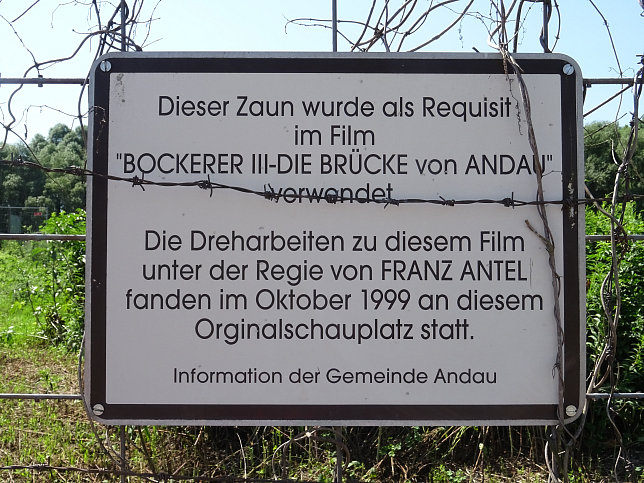 Dieser Zaun wurde als Requisit
im Film
"BOCKERER III-DIE BRÜCKE von ANDAU"
verwendet
Die Dreharbeiten zu diesem Film
unter der Regie von FRANZ ANTEL
fanden im Oktober 1999 an diesem
Orginalschauplatz statt.
Information der Gemeinde Andau